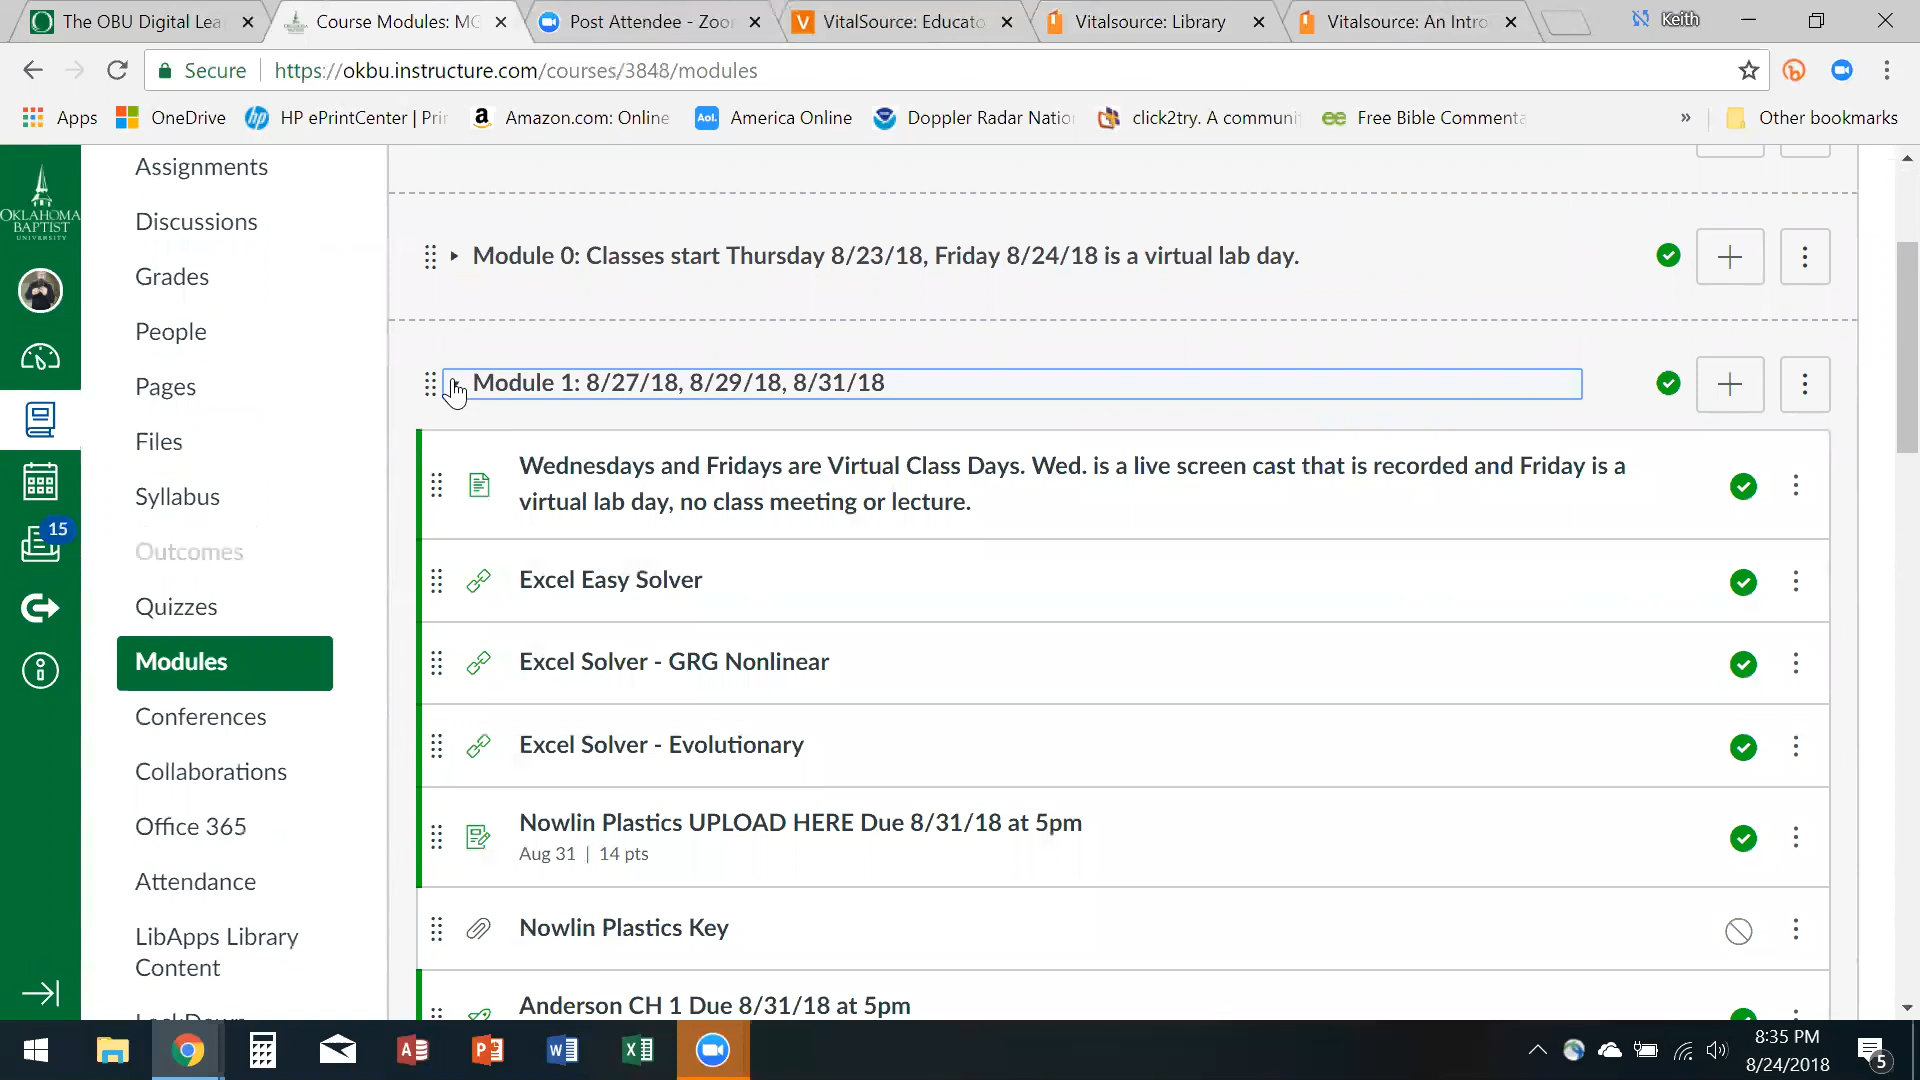 The OBU Digital Lea
Course Modules: MG
Post Attendee - Zoo
VitalSource: Educato
Vitalsource: Library
Vitalsource: An Intro
Keith
Secure
https://okbu.instructure.com/courses/3848/modules
Apps
OneDrive
HP ePrintCenter | Prin
Amazon.com: Online
Aol.
America Online
Doppler Radar Nation
click2try. A communi
Free Bible Commenta
»
Other bookmarks
OKLAHOMA
BAPTIST
UNIVERSITY
15
Assignments
Discussions
Grades
People
Pages
Files
Syllabus
Outcomes
Quizzes
Modules
Conferences
Collaborations
Office 365
Attendance
LibApps Library
Content
Module 0: Classes start Thursday 8/23/18, Friday 8/24/18 is a virtual lab day.
Module 1: 8/27/18, 8/29/18, 8/31/18
Wednesdays and Fridays are Virtual Class Days. Wed. is a live screen cast that is recorded and Friday is a
virtual lab day, no class meeting or lecture.
Excel Easy Solver
Excel Solver - GRG Nonlinear
Excel Solver - Evolutionary
Nowlin Plastics UPLOAD HERE Due 8/31/18 at 5pm
Aug 31 | 14 pts
Nowlin Plastics Key
Anderson CH 1 Due 8/31/18 at 5pm
8:35 PM
8/24/2018
5